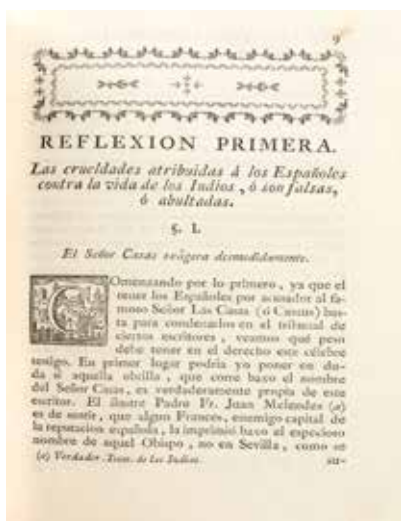 9
REFLEXION PRIMERA.
Las crueldades atribuidas á los Españoles
contra la vida de los Indios, ó son falsas,
ó abultadas.
§. I.
El Señor Casas exâgera desmedidamente.
Comenzando por lo primero, ya que el
tener los Españoles por acusador al fa-
moso Señor Las Casas (ó Casaus) bas-
ta para condenarlos en el tribunal de
ciertos escritores, veamos qué peso
debe tener en el derecho este célebre
testigo. En primer lugar podria yo poner en du-
da si aquella obrilla, que corre baxo el nombre
del Señor Casas, es verdaderamente propia de este
escritor. El ilustre Padre Fr. Juan Melendes (a)
es de sentir, que algun Frances, enemigo capital de
la reputacion española, la imprimió baxo el especioso
nombre de aquel Obispo, no en Sevilla, como se
(a) Verdader. Tesor. de las Indias.